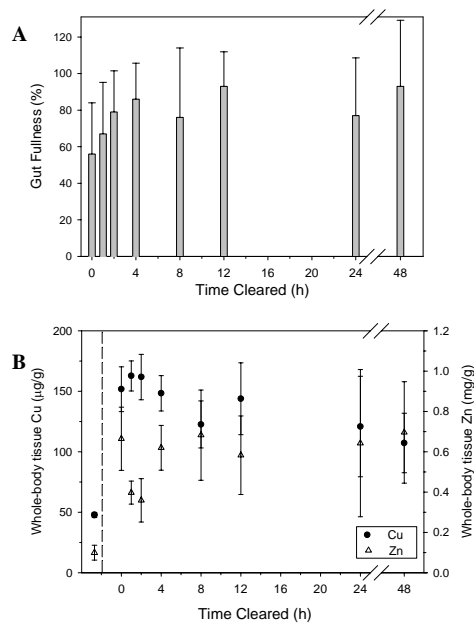 A
Gut Fullness (%)
120
100
80
60
40
20
0
0 4 8 12 16 20 24 48
Time Cleared (h)
B
Whole-body tissue Cu (µg/g)
200
150
100
50
0
Whole-body tissue Zn (mg/g)
1.2
1.0
0.8
0.6
0.4
0.2
0.0
Cu
Zn
0 4 8 12 16 20 24 48
Time Cleared (h)